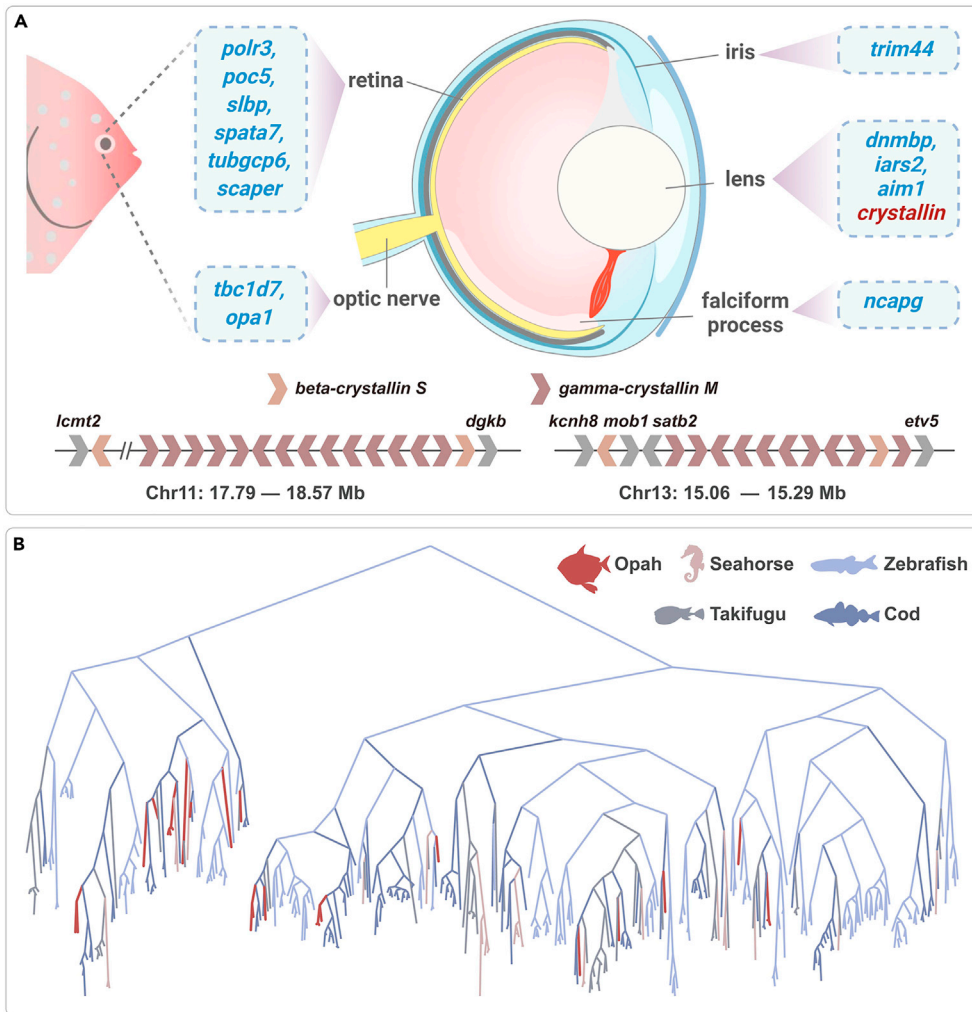 A
polr3,
poc5,
slbp,
spata7,
tubgcp6,
scaper
retina
iris
trim44
lens
dnmbp,
iars2,
aim1
crystallin
tbc1d7,
opa1
optic nerve
falciform
process
ncapg
beta-crystallin S
gamma-crystallin M
lcmt2
dgkb
kcnh8 mob1 satb2
etv5
//
Chr11: 17.79 — 18.57 Mb
Chr13: 15.06 — 15.29 Mb
B
Opah
Seahorse
Zebrafish
Takifugu
Cod